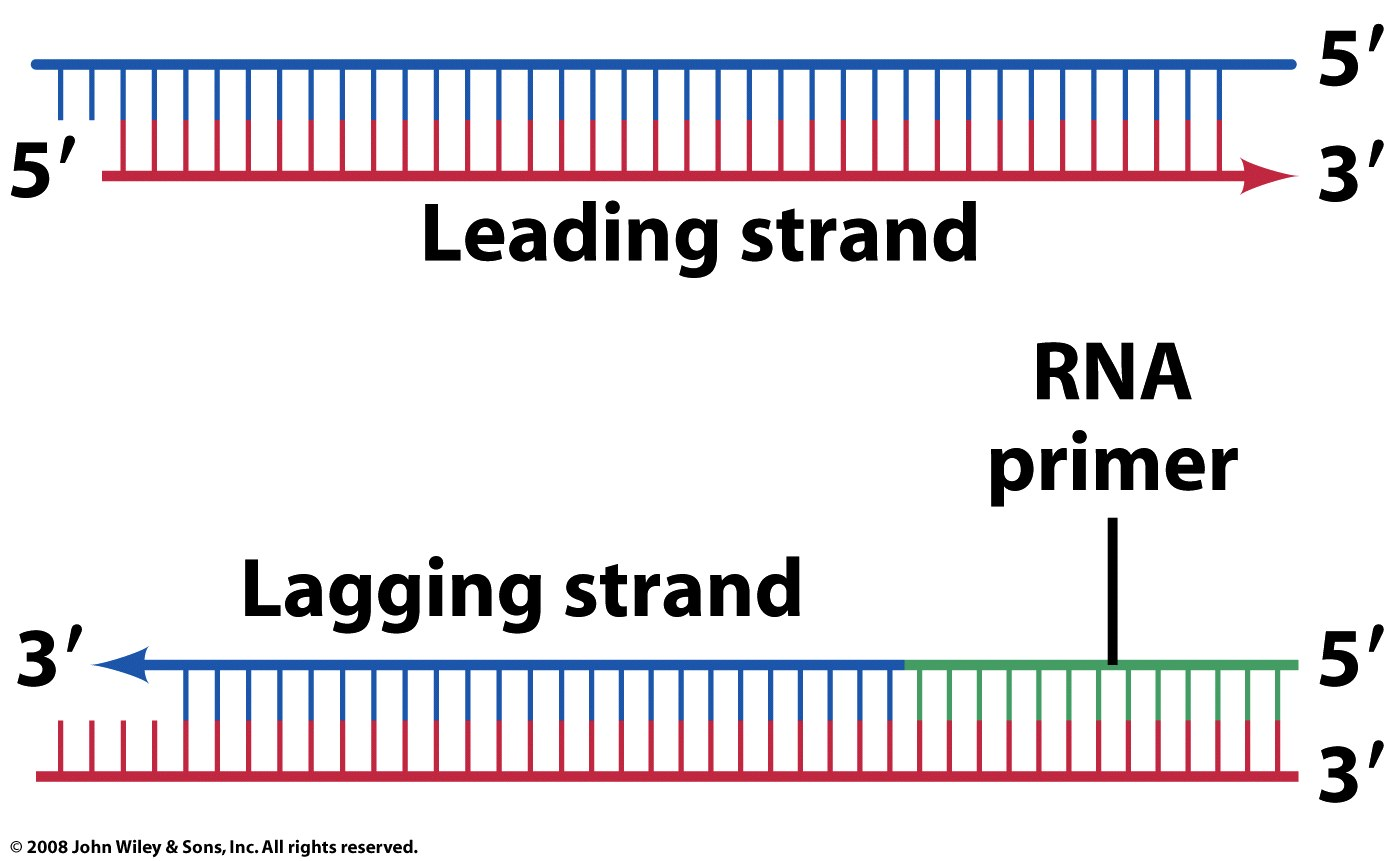 5′
5′
3′
Leading strand
RNA
primer
Lagging strand
3′
5′
3′
© 2008 John Wiley & Sons, Inc. All rights reserved.